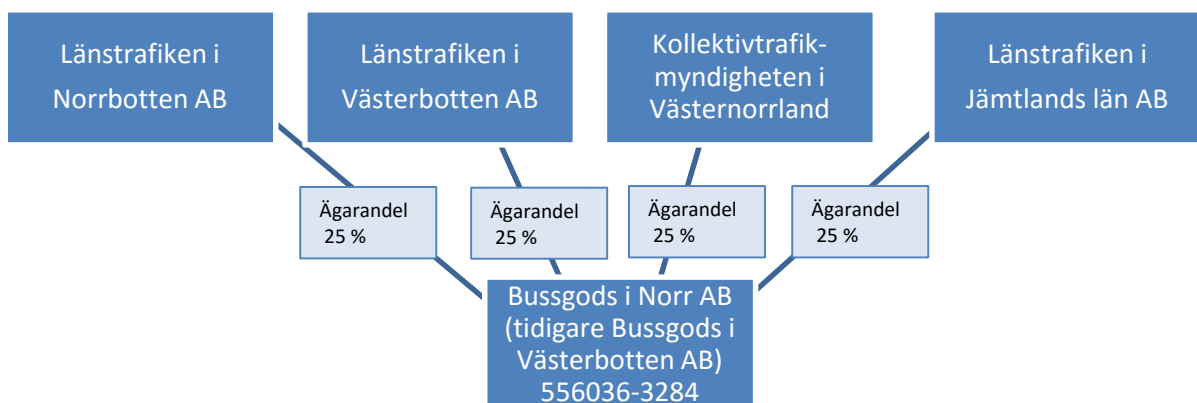 Länstrafiken i
Norrbotten AB
Länstrafiken i
Västerbotten AB
Kollektivtrafik-
myndigheten i
Västernorrland
Länstrafiken i
Jämtlands län AB
Ägarandel
25 %
Ägarandel
25 %
Ägarandel
25 %
Ägarandel
25 %
Bussgods i Norr AB
(tidigare Bussgods i
Västerbotten AB)
556036-3284